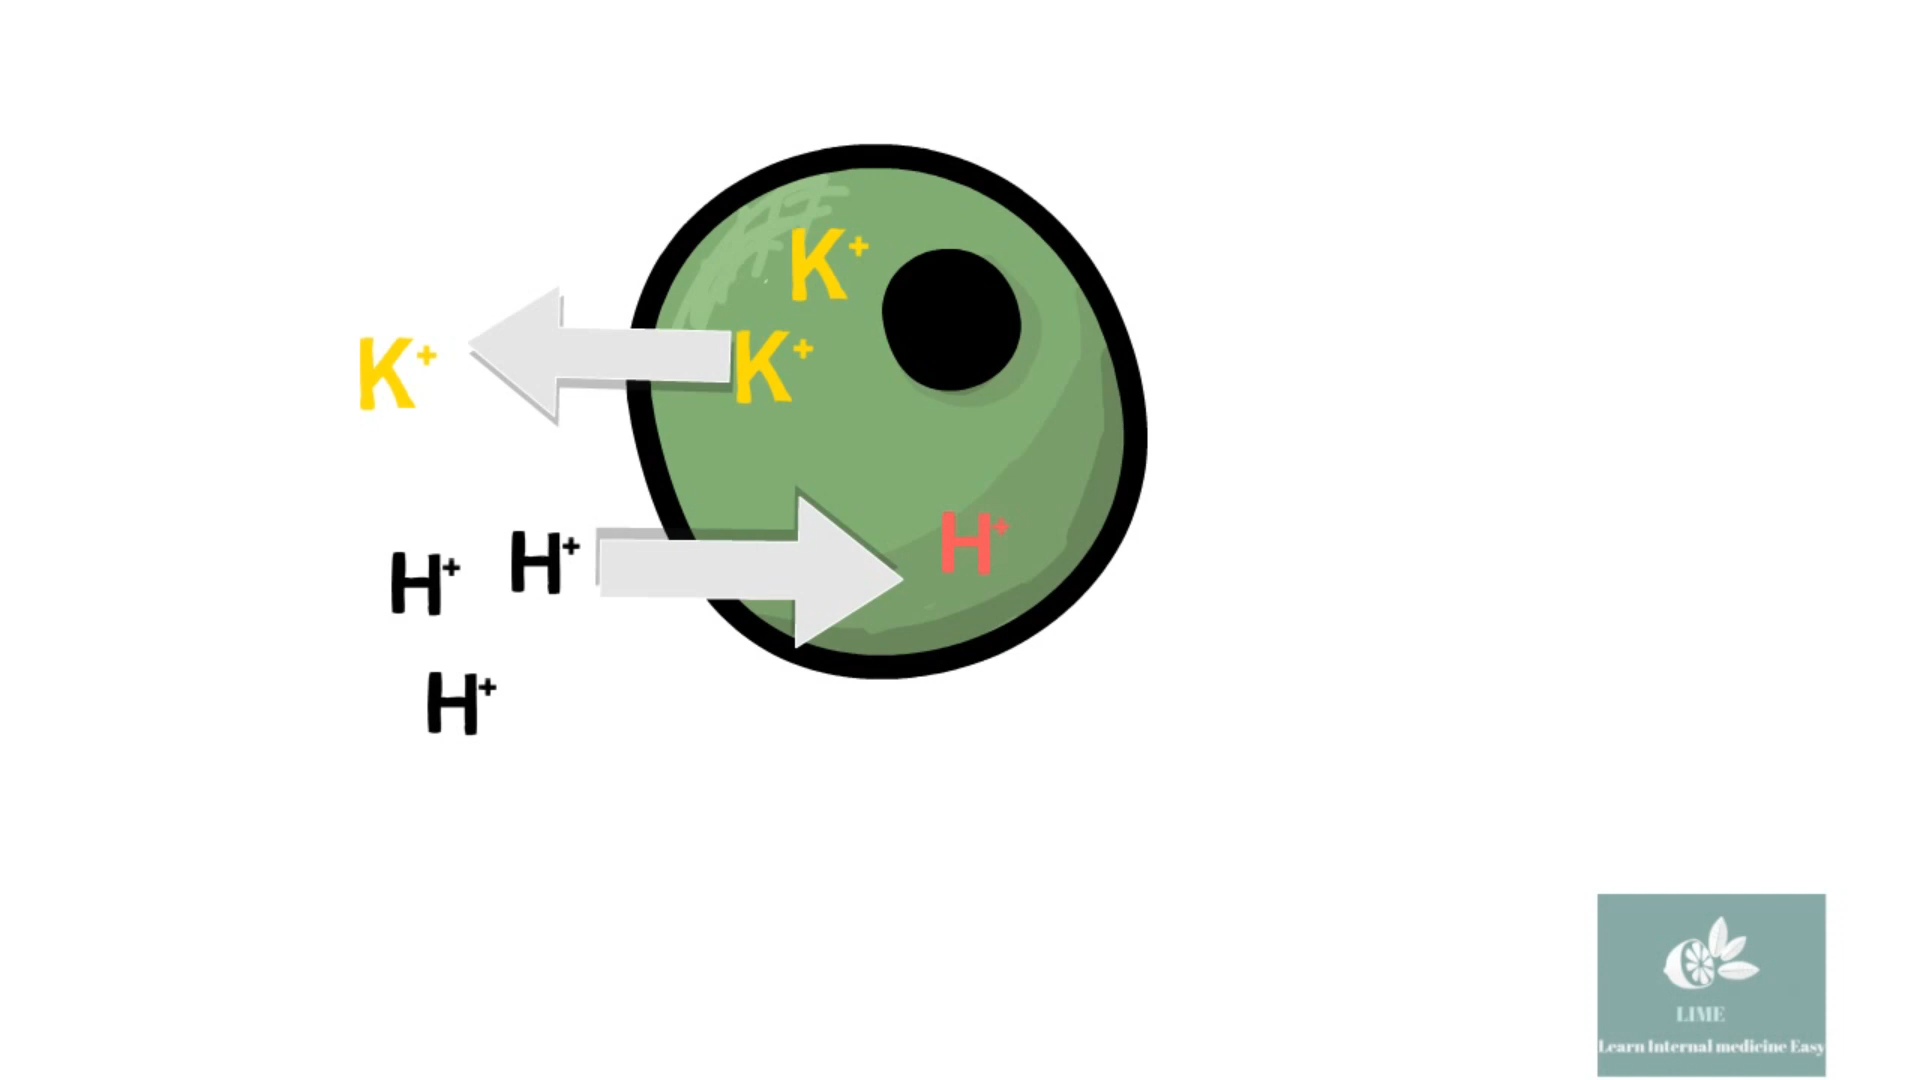 K⁺
K⁺
K⁺
H⁺
H⁺
H⁺
H⁺
LIME
Learn Internal medicine Easy